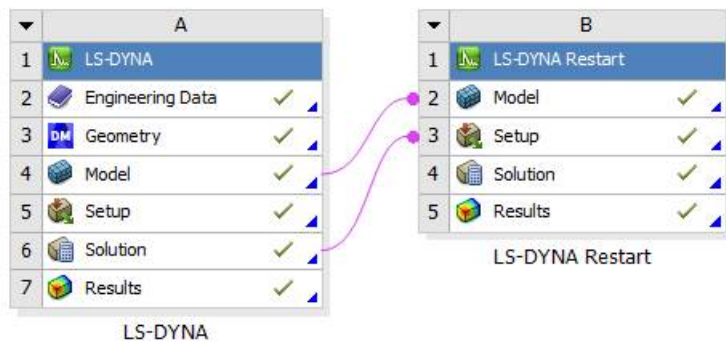 A
1 LS-DYNA
2 Engineering Data
3 DM Geometry
4 Model
5 Setup
6 Solution
7 Results
LS-DYNA
B
1 LS-DYNA Restart
2 Model
3 Setup
4 Solution
5 Results
LS-DYNA Restart